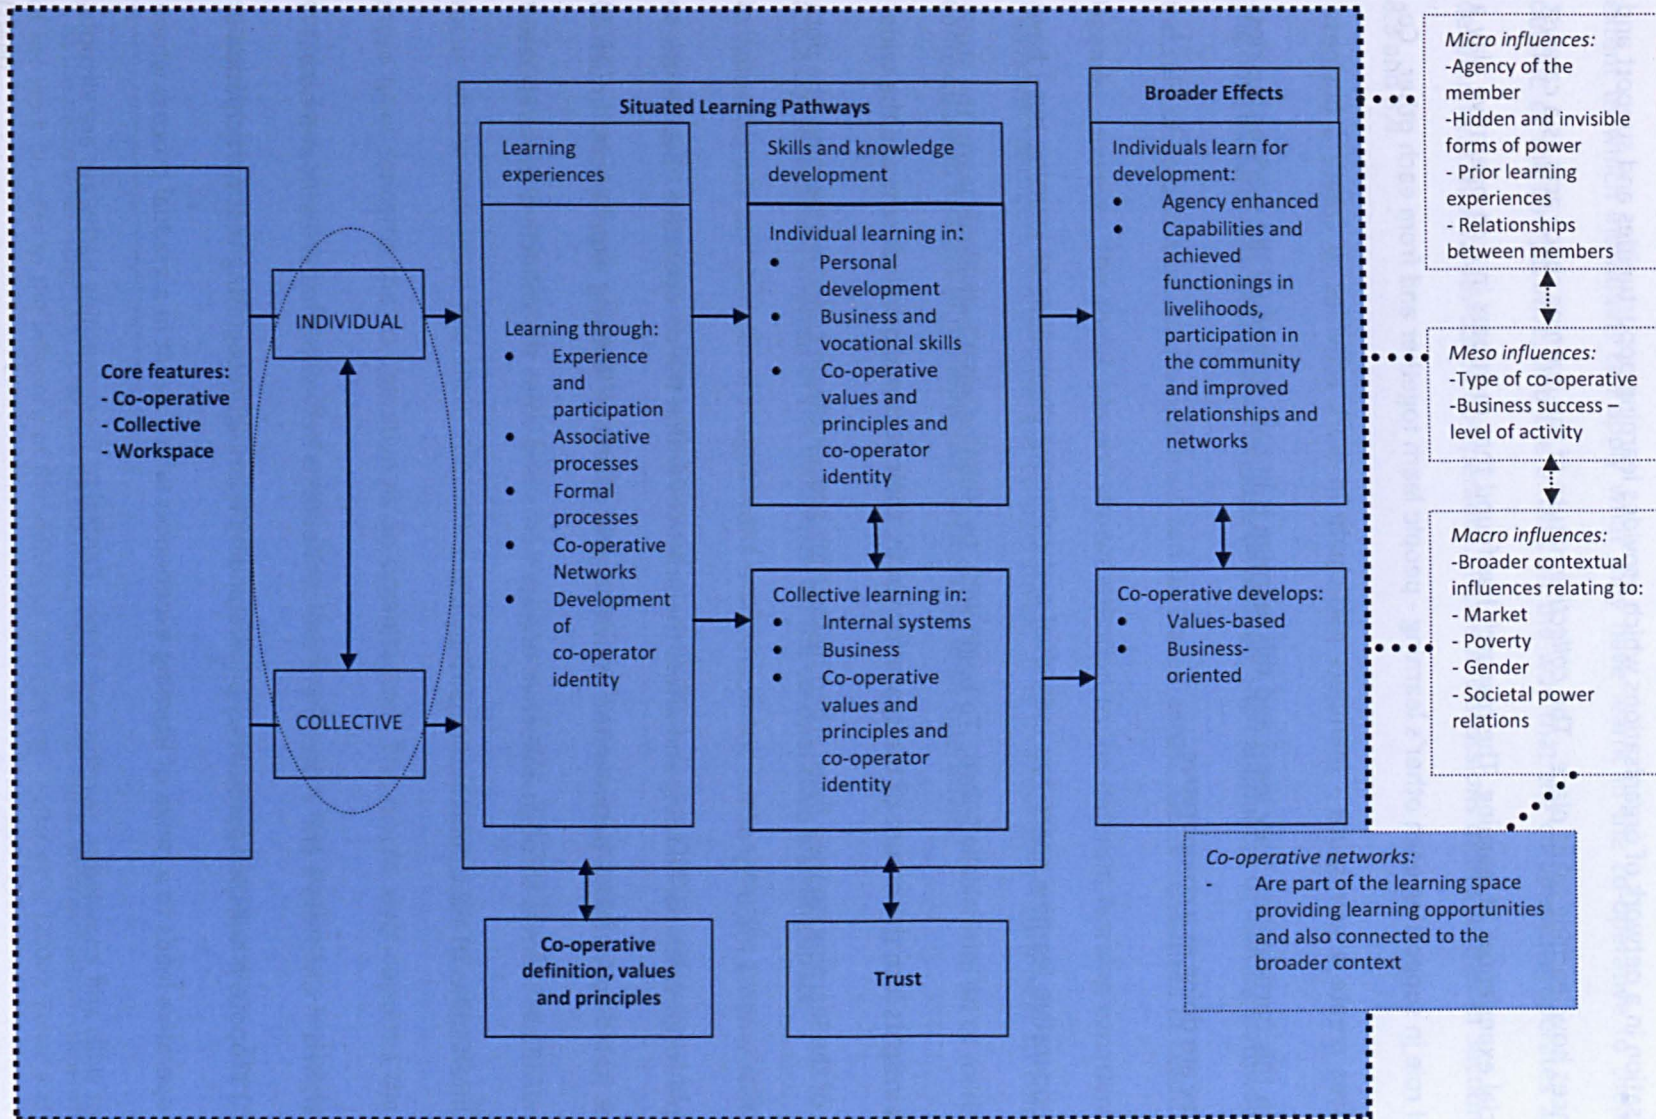 Core features:
- Co-operative
- Collective
- Workspace
INDIVIDUAL
COLLECTIVE
Situated Learning Pathways
Learning
experiences
Learning through:
• Experience
and
participation
• Associative
processes
• Formal
processes
• Co-operative
Networks
• Development
of
co-operator
identity
Skills and knowledge
development
Individual learning in:
• Personal
development
• Business and
vocational skills
• Co-operative
values and
principles and
co-operator
identity
Collective learning in:
• Internal systems
• Business
• Co-operative
values and
principles and
co-operator
identity
Broader Effects
Individuals learn for
development:
• Agency enhanced
• Capabilities and
achieved
functionings in
livelihoods,
participation in
the community
and improved
relationships and
networks
Co-operative develops:
• Values-based
• Business-
oriented
Co-operative
definition, values
and principles
Trust
Micro influences:
-Agency of the
member
-Hidden and invisible
forms of power
- Prior learning
experiences
- Relationships
between members
Meso influences:
-Type of co-operative
-Business success –
level of activity
Macro influences:
-Broader contextual
influences relating to:
- Market
- Poverty
- Gender
- Societal power
relations
Co-operative networks:
- Are part of the learning space
providing learning opportunities
and also connected to the
broader context